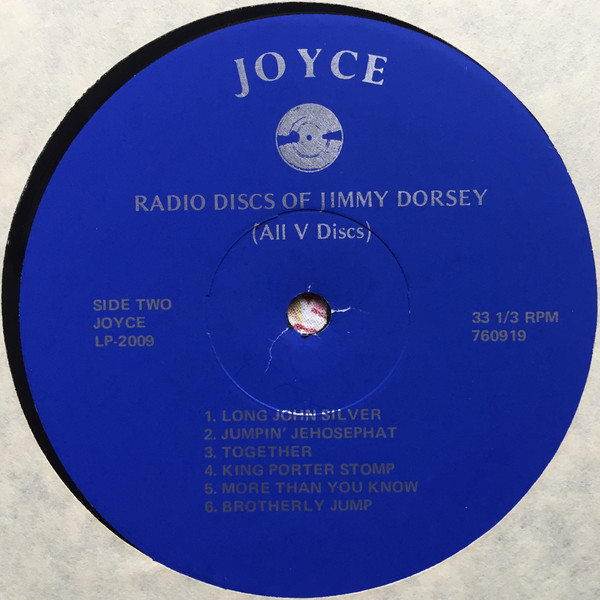 JOYCE
RADIO DISCS OF JIMMY DORSEY
(All V Discs)
SIDE TWO
JOYCE
LP-2009
33 1/3 RPM
760919
1. LONG JOHN SILVER
2. JUMPIN' JEHOSEPHAT
3. TOGETHER
4. KING PORTER STOMP
5. MORE THAN YOU KNOW
6. BROTHERLY JUMP